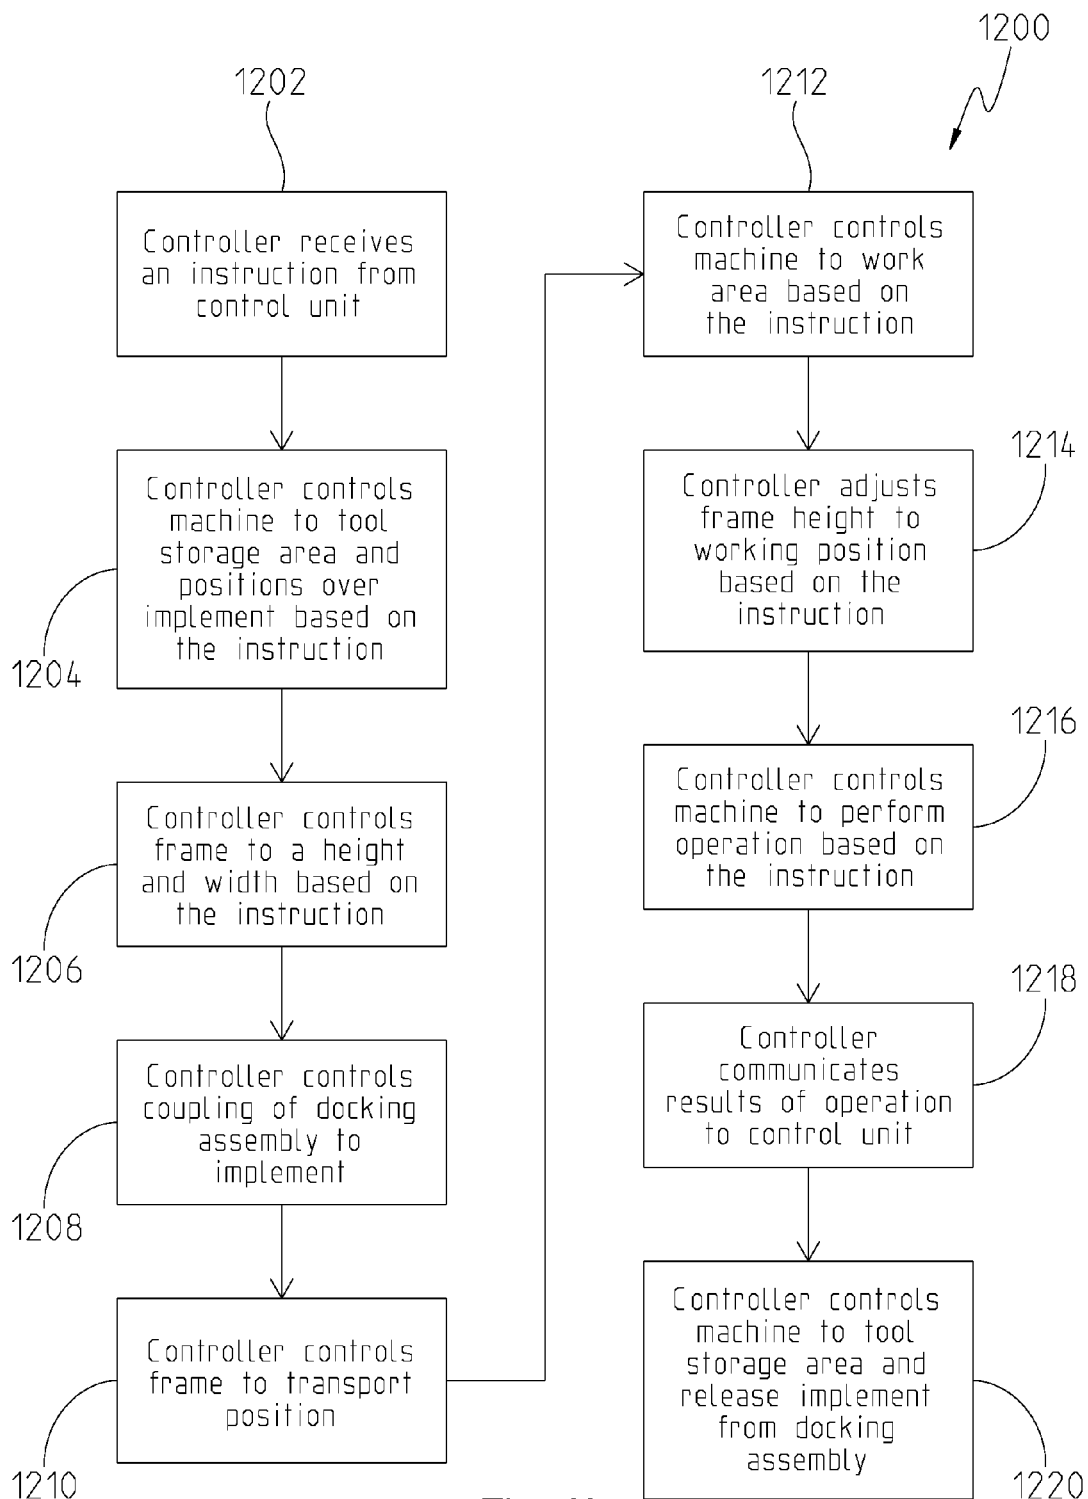 1200
1202
Controller receives
an instruction from
control unit
Controller controls
machine to tool
storage area and
positions over
implement based on
the instruction
1204
Controller controls
frame to a height
and width based on
the instruction
1206
Controller controls
coupling of docking
assembly to
implement
1208
Controller controls
frame to transport
position
1210
1212
Controller controls
machine to work
area based on
the instruction
1214
Controller adjusts
frame height to
working position
based on the
instruction
1216
Controller controls
machine to perform
operation based on
the instruction
1218
Controller
communicates
results of operation
to control unit
Controller controls
machine to tool
storage area and
release implement
from docking
assembly
1220